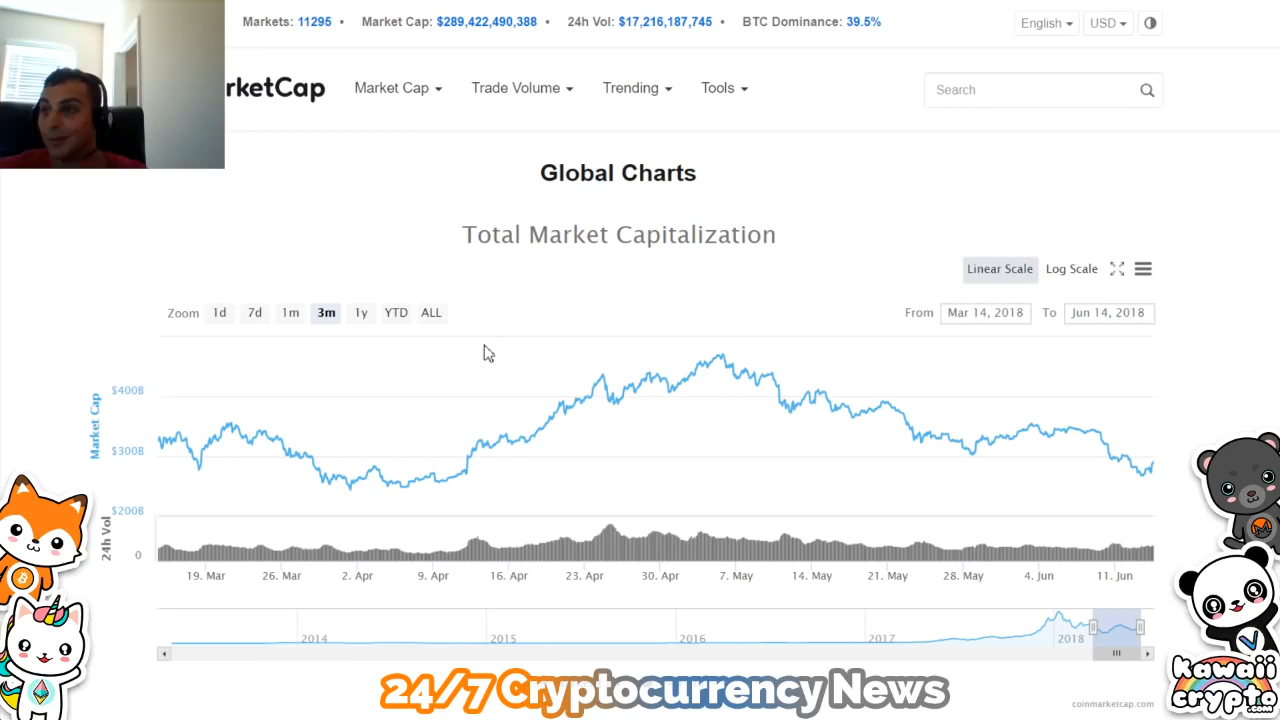 Markets: 11295 • Market Cap: $289,422,490,388 • 24h Vol: $17,216,187,745 • BTC Dominance: 39.5% English USD
rketCap Market Cap Trade Volume Trending Tools Search
Global Charts
Total Market Capitalization
Linear Scale Log Scale
Zoom 1d 7d 1m 3m 1y YTD ALL From Mar 14, 2018 To Jun 14, 2018
Market Cap
$400B
$300B
$200B
24h Vol
0
19. Mar 26. Mar 2. Apr 9. Apr 16. Apr 23. Apr 30. Apr 7. May 14. May 21. May 28. May 4. Jun 11. Jun
2014 2015 2016 2017 2018
24/7 Cryptocurrency News
coinmarketcap.com
kawaii
crypto
.com